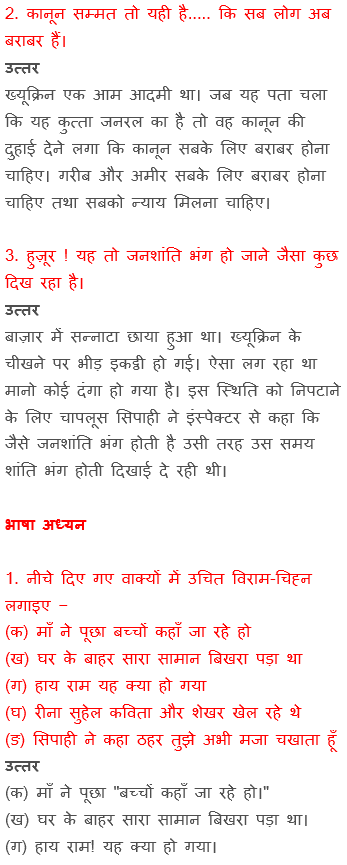 2. कानून सम्मत तो यही है..... कि सब लोग अब
बराबर हैं।
उत्तर
ख्यूक्रिन एक आम आदमी था। जब यह पता चला
कि यह कुत्ता जनरल का है तो वह कानून की
दुहाई देने लगा कि कानून सबके लिए बराबर होना
चाहिए। गरीब और अमीर सबके लिए बराबर होना
चाहिए तथा सबको न्याय मिलना चाहिए।
3. हुज़ूर ! यह तो जनशांति भंग हो जाने जैसा कुछ
दिख रहा है।
उत्तर
बाज़ार में सन्नाटा छाया हुआ था। ख्यूक्रिन के
चीखने पर भीड़ इकट्ठी हो गई। ऐसा लग रहा था
मानो कोई दंगा हो गया है। इस स्थिति को निपटाने
के लिए चापलूस सिपाही ने इंस्पेक्टर से कहा कि
जैसे जनशांति भंग होती है उसी तरह उस समय
शांति भंग होती दिखाई दे रही थी।
भाषा अध्यन
1. नीचे दिए गए वाक्यों में उचित विराम-चिह्न
लगाइए −
(क) माँ ने पूछा बच्चों कहाँ जा रहे हो
(ख) घर के बाहर सारा सामान बिखरा पड़ा था
(ग) हाय राम यह क्या हो गया
(घ) रीना सुहेल कविता और शेखर खेल रहे थे
(ङ) सिपाही ने कहा ठहर तुझे अभी मजा चखाता हूँ
उत्तर
(क) माँ ने पूछा "बच्चों कहाँ जा रहे हो।"
(ख) घर के बाहर सारा सामान बिखरा पड़ा था।
(ग) हाय राम! यह क्या हो गया।